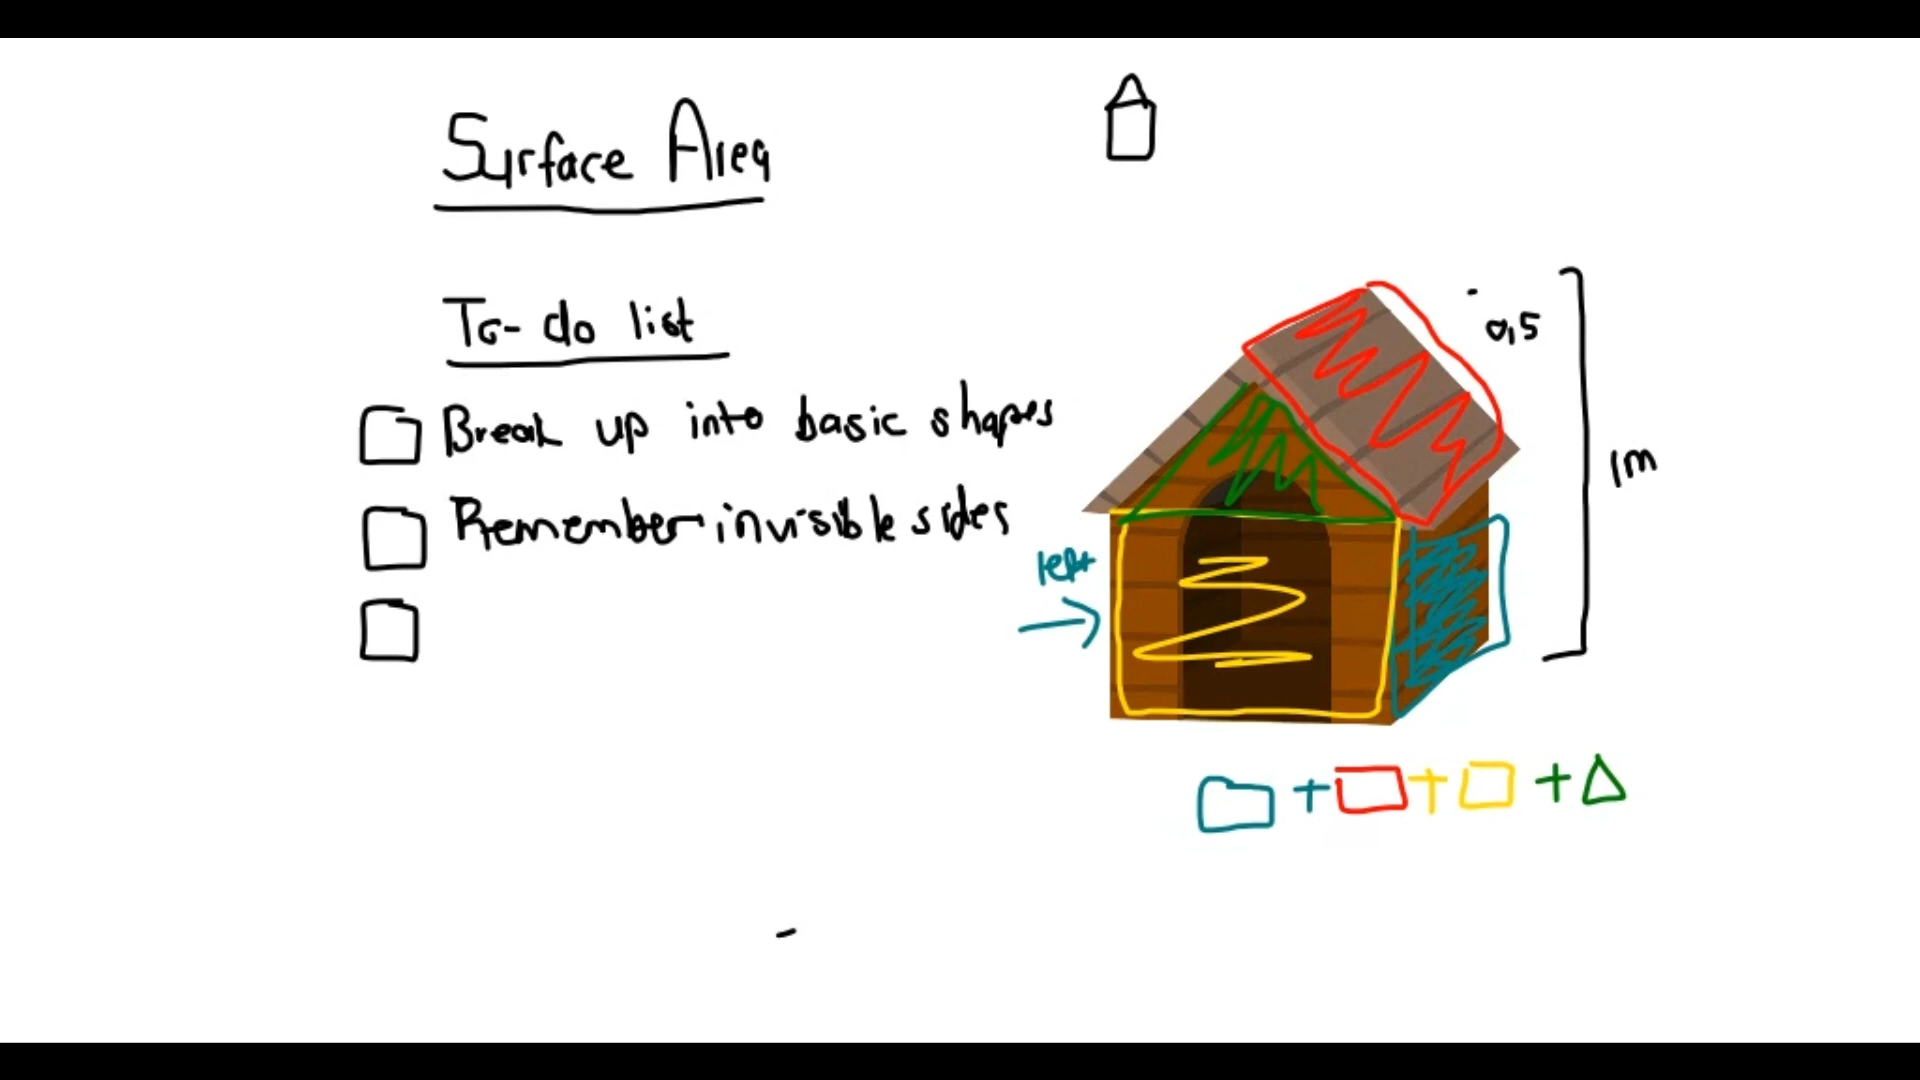 Surface Area
To-do list
Break up into basic shapes
Remember invisible sides
left
0,5
1m
+ + +